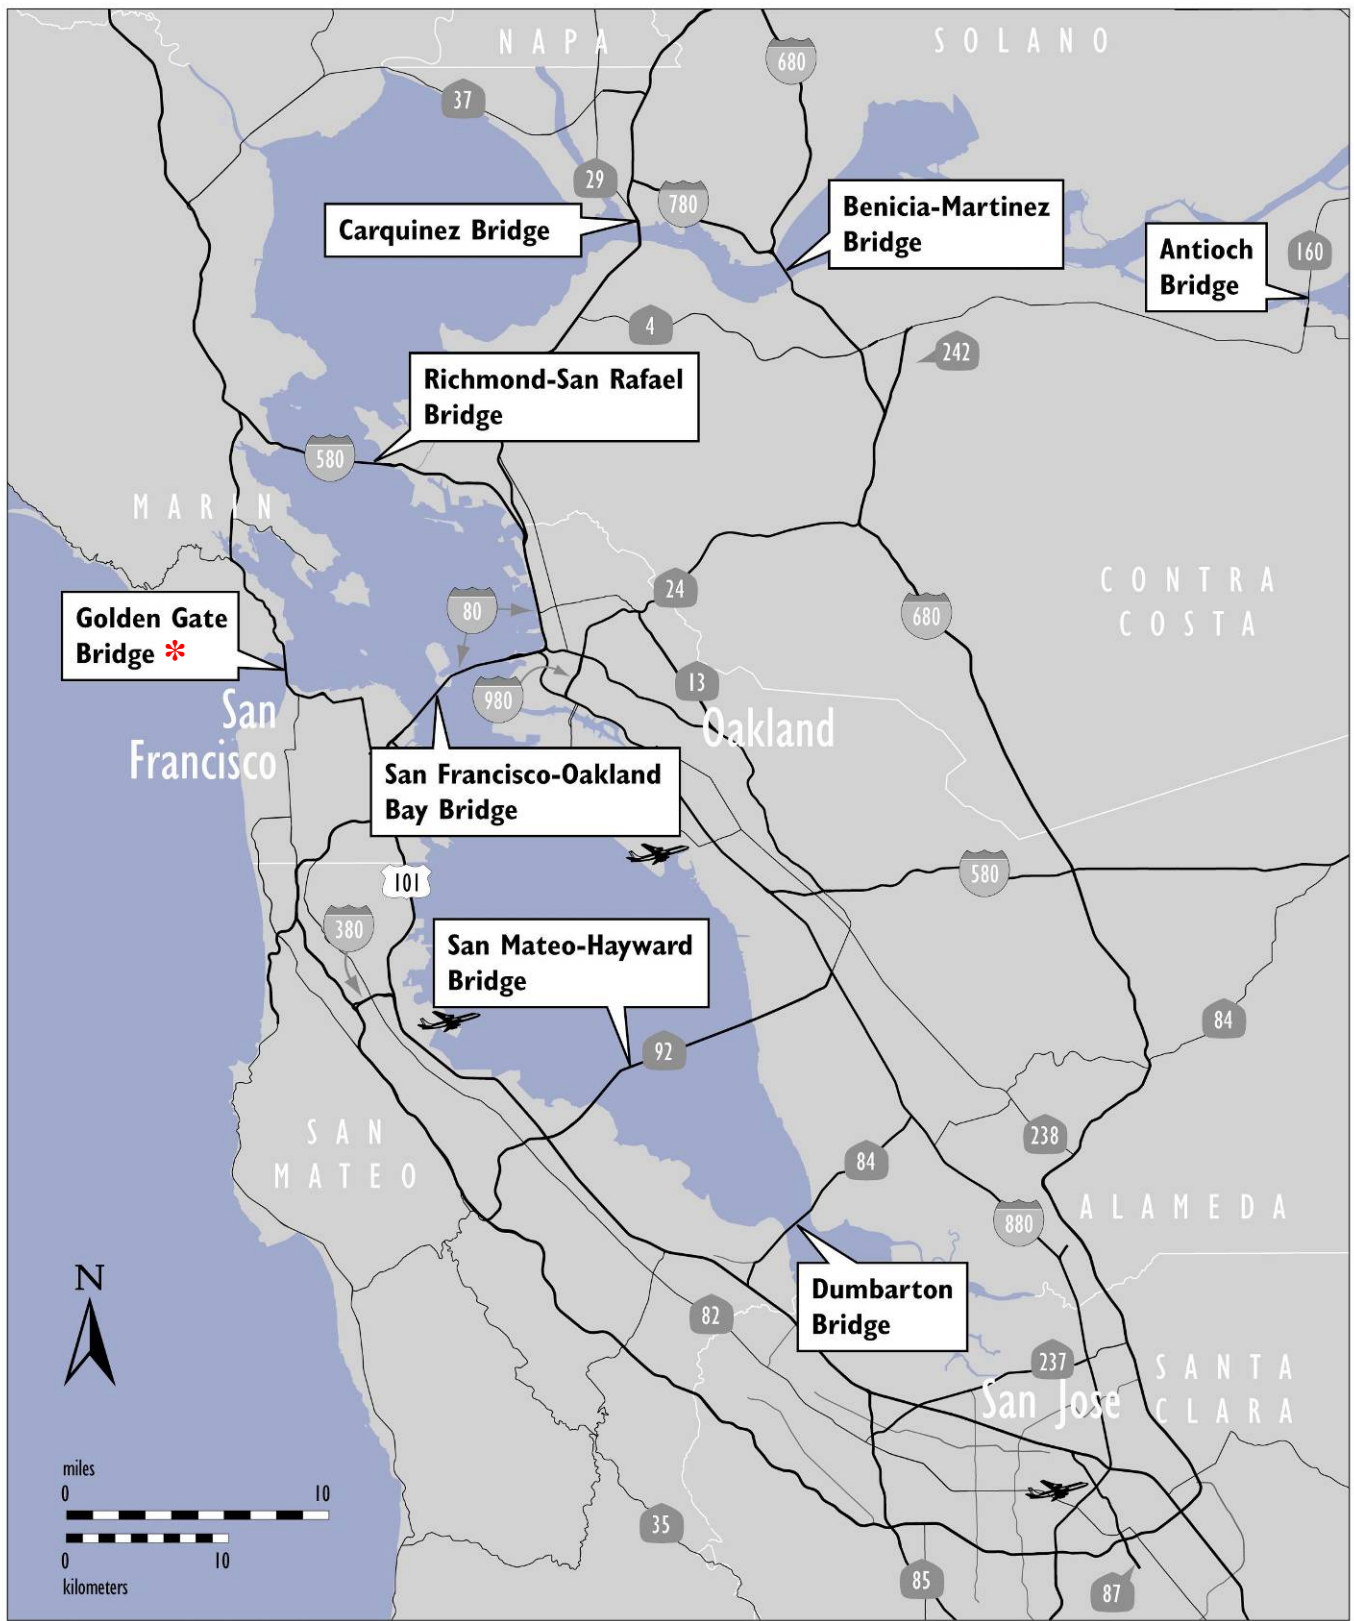 NAPA
SOLANO
680
37
29
780
Carquinez Bridge
Benicia-Martinez
Bridge
Antioch
Bridge
160
4
242
Richmond-San Rafael
Bridge
580
MARIN
24
CONTRA
COSTA
80
680
Golden Gate
Bridge *
13
980
San
Francisco
Oakland
San Francisco-Oakland
Bay Bridge
580
101
380
San Mateo-Hayward
Bridge
84
92
SAN
MATEO
238
84
880
ALAMEDA
N
Dumbarton
Bridge
82
237
SANTA
CLARA
San Jose
miles
0 10
0 10
kilometers
35
85
87